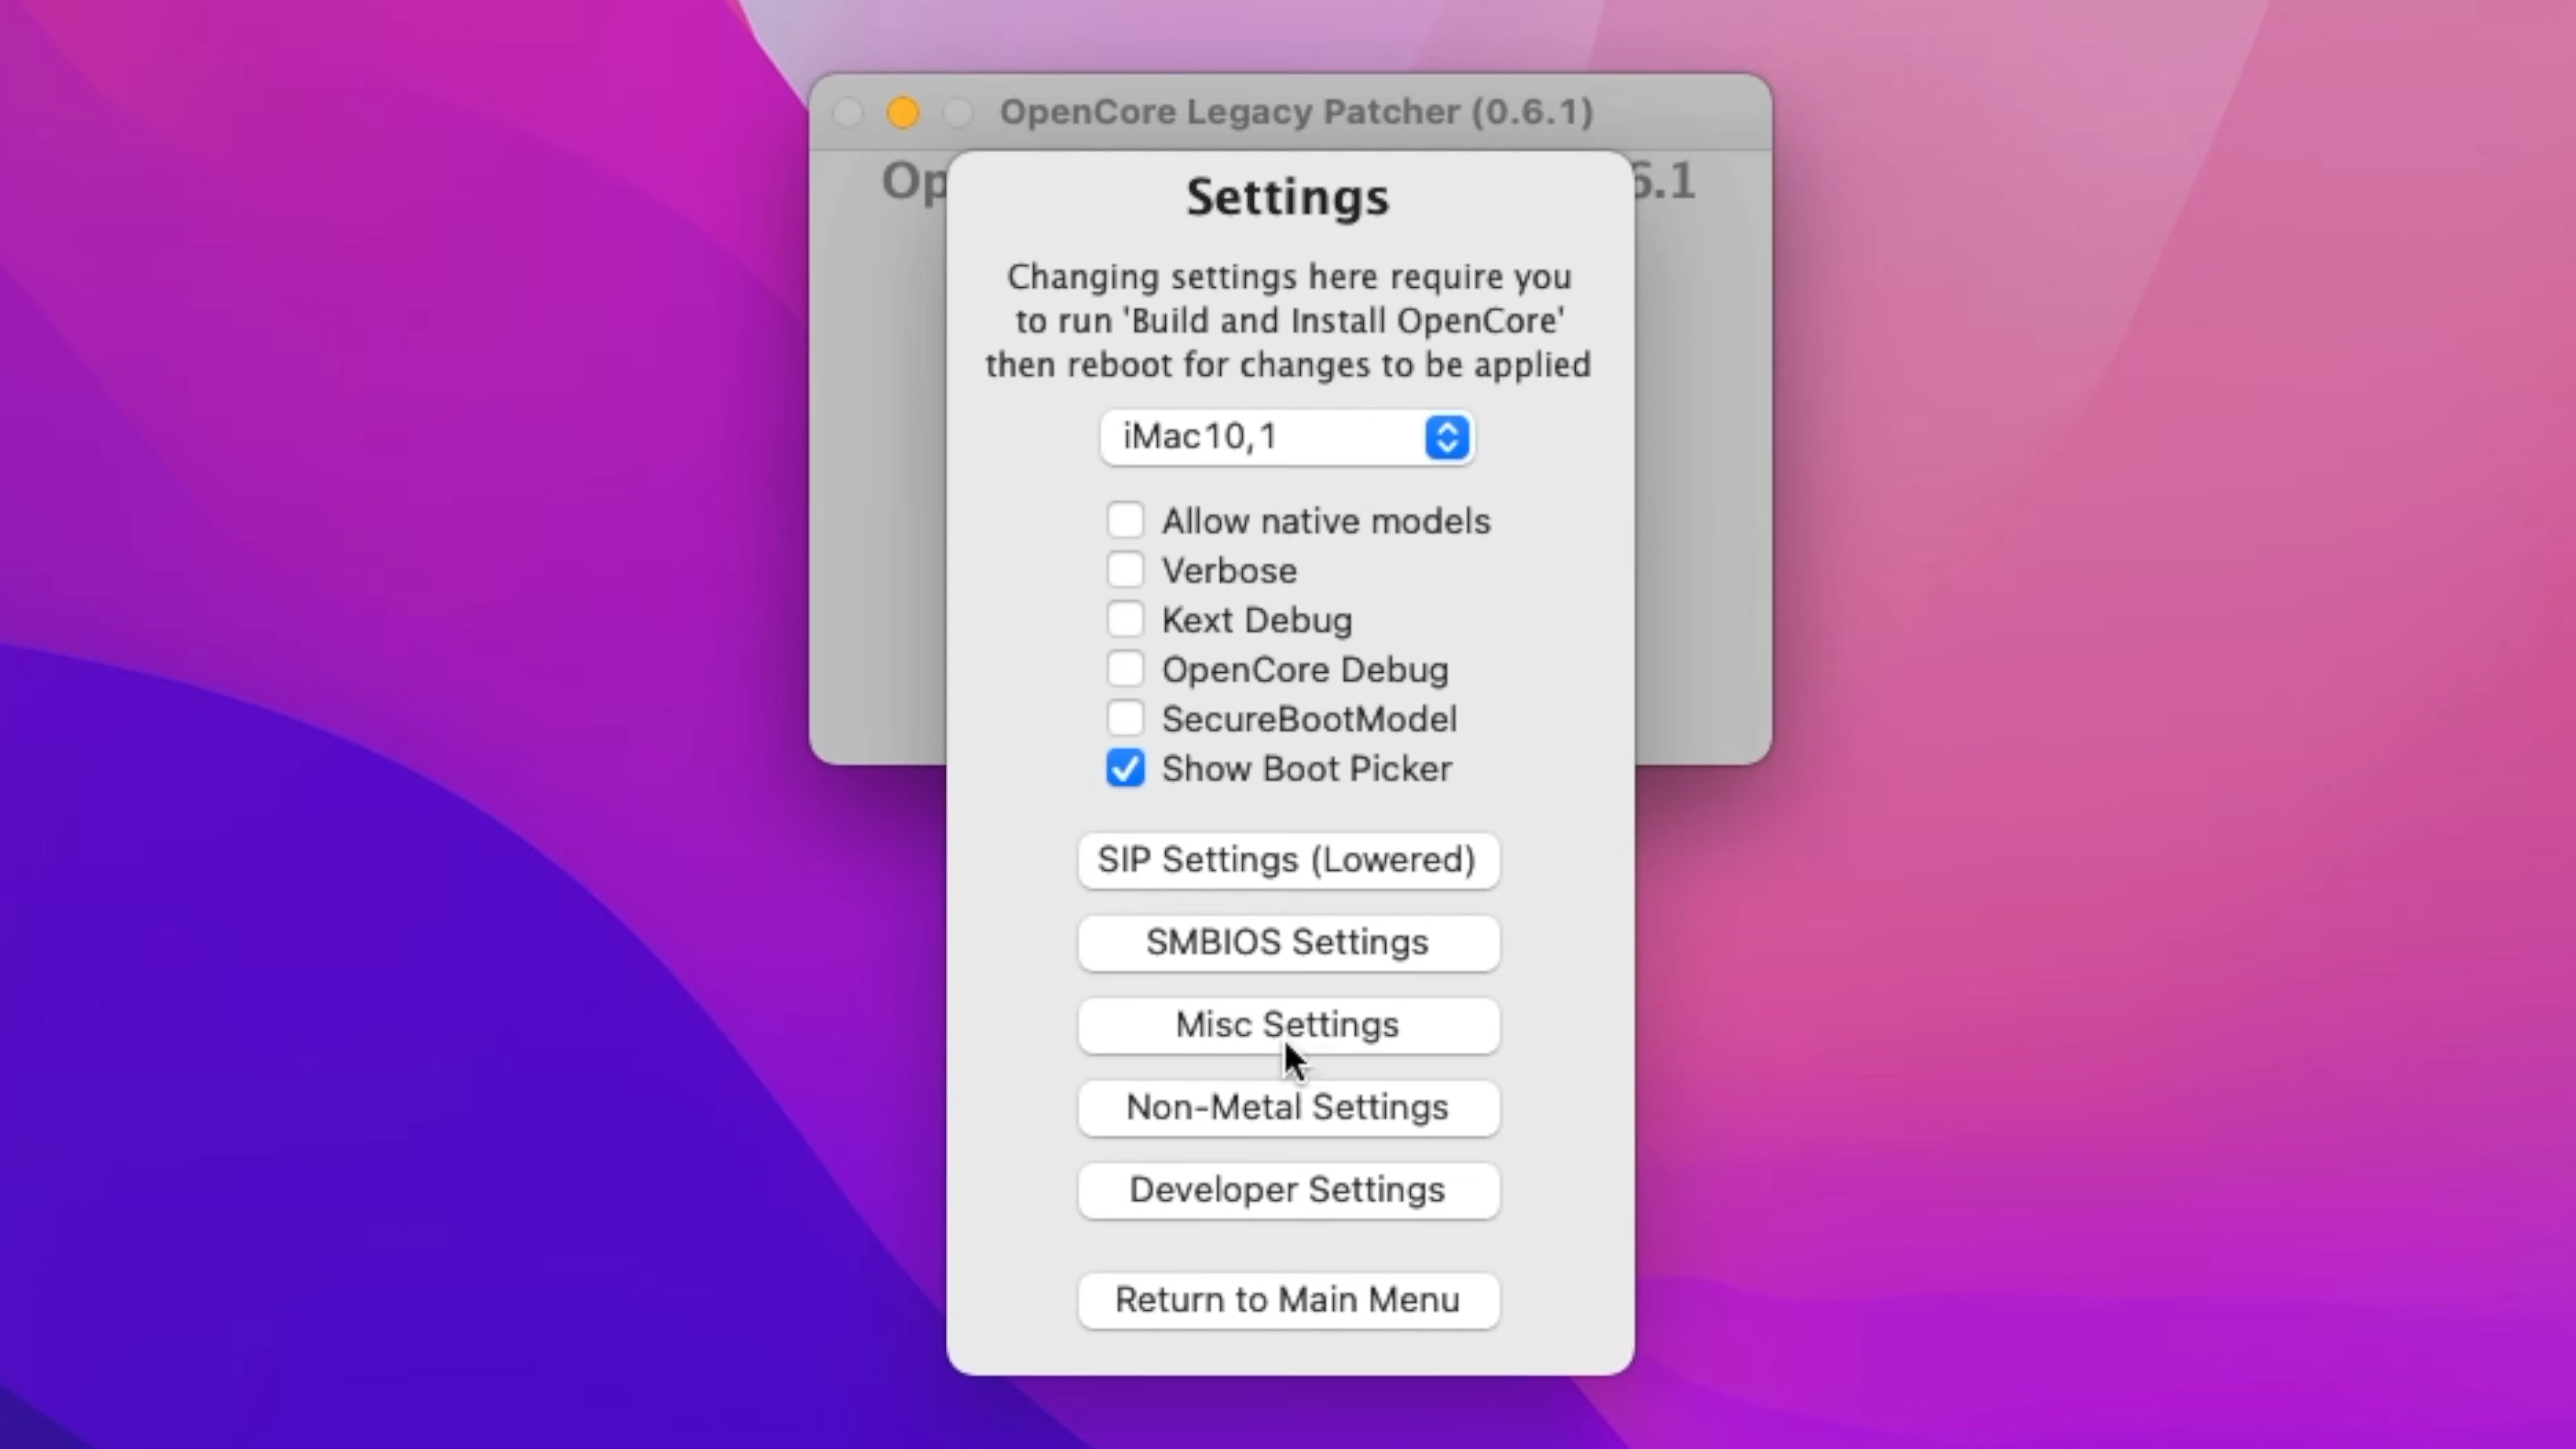 OpenCore Legacy Patcher (0.6.1)
Op 6.1
Settings
Changing settings here require you
to run 'Build and Install OpenCore'
then reboot for changes to be applied
iMac10,1
Allow native models
Verbose
Kext Debug
OpenCore Debug
SecureBootModel
Show Boot Picker
SIP Settings (Lowered)
SMBIOS Settings
Misc Settings
Non-Metal Settings
Developer Settings
Return to Main Menu